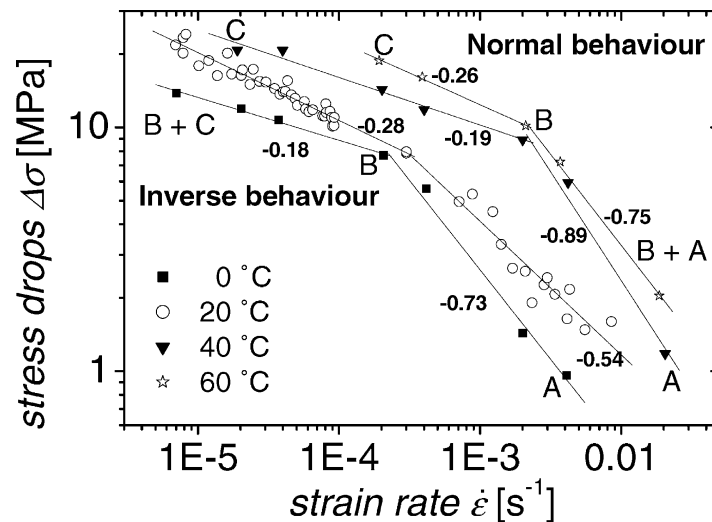 C
C
Normal behaviour
-0.26
10
B + C
-0.28
-0.19
B
-0.18
B
Inverse behaviour
-0.75
-0.89
B + A
0 °C
20 °C
40 °C
60 °C
-0.73
-0.54
1
A
A
1E-5
1E-4
1E-3
0.01
stress drops Δσ [MPa]
strain rate ε̇ [s⁻¹]